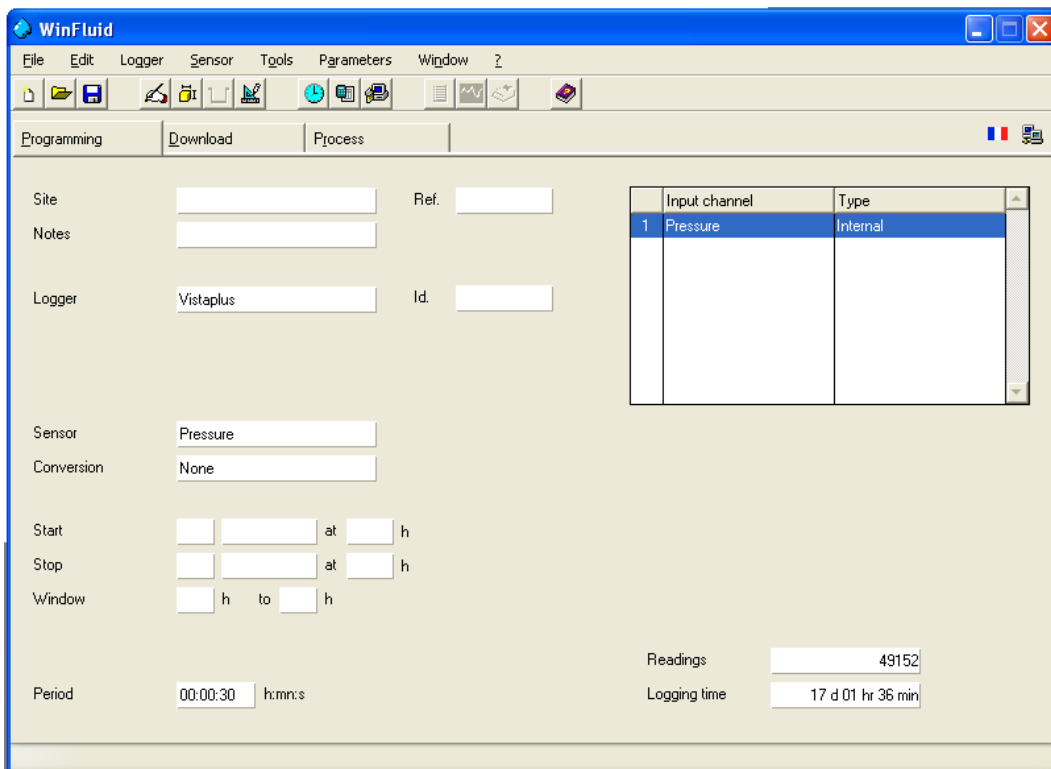 WinFluid
File Edit Logger Sensor Tools Parameters Window ?
Programming Download Process
Site Ref.
Notes
Input channel Type
1 Pressure Internal
Logger Vistaplus Id.
Sensor Pressure
Conversion None
Start at h
Stop at h
Window h to h
Readings 49152
Period 00:00:30 h:mn:s
Logging time 17 d 01 hr 36 min